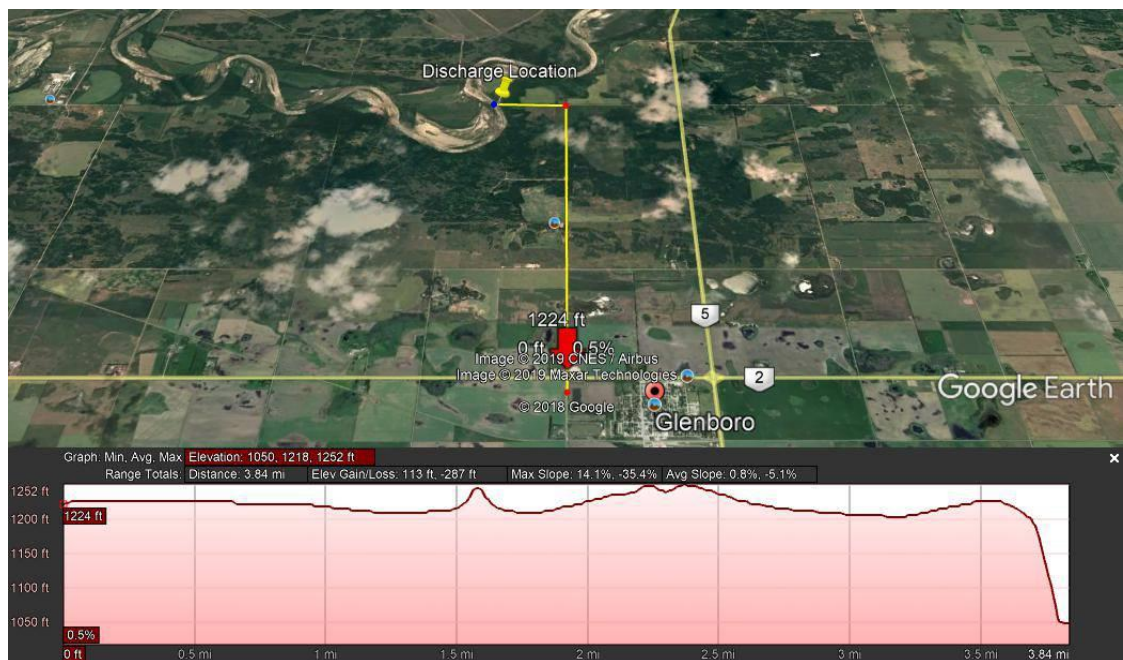 Discharge Location
5
1224 ft
0 ft 0.5%
Image © 2019 CNES / Airbus
Image © 2019 Maxar Technologies
2
Google Earth
© 2018 Google
Glenboro
Graph: Min, Avg, Max Elevation: 1050, 1218, 1252 ft
Range Totals: Distance: 3.84 mi Elev Gain/Loss: 113 ft, -287 ft Max Slope: 14.1%, -35.4% Avg Slope: 0.8%, -5.1%
1252 ft
1224 ft
1200 ft
1150 ft
1100 ft
1050 ft
0.5%
0 ft 0.5 mi 1 mi 1.5 mi 2 mi 2.5 mi 3 mi 3.5 mi 3.84 mi